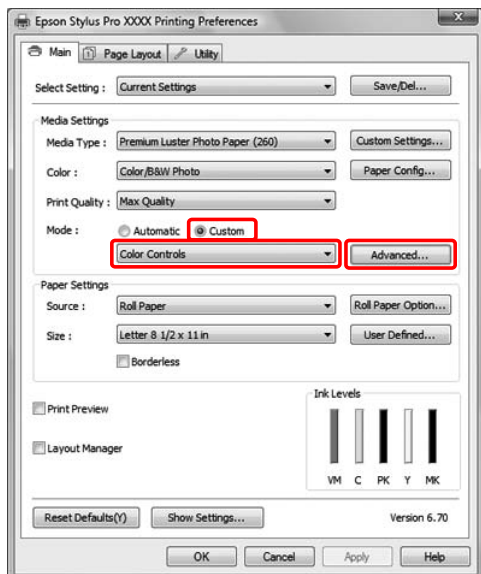 Epson Stylus Pro XXXX Printing Preferences
Main Page Layout Utility
Select Setting : Current Settings Save/Del...
Media Settings
Media Type : Premium Luster Photo Paper (260) Custom Settings...
Color : Color/B&W Photo Paper Config...
Print Quality : Max Quality
Mode : Automatic Custom
Color Controls Advanced...
Paper Settings
Source : Roll Paper Roll Paper Option...
Size : Letter 8 1/2 x 11 in User Defined...
Borderless
Ink Levels
Print Preview
Layout Manager
VM C PK Y MK
Reset Defaults(Y) Show Settings... Version 6.70
OK Cancel Apply Help